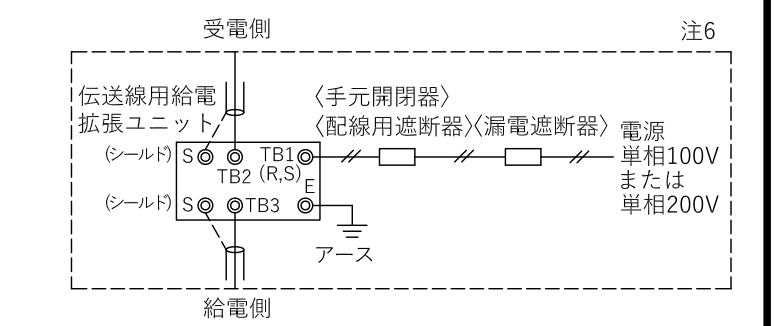 受電側
注6
伝送線用給電
拡張ユニット
〈手元開閉器〉
〈配線用遮断器〉〈漏電遮断器〉
電源
単相100V
または
単相200V
(シールド) S TB1
TB2 (R,S)
E
(シールド) S TB3
アース
給電側